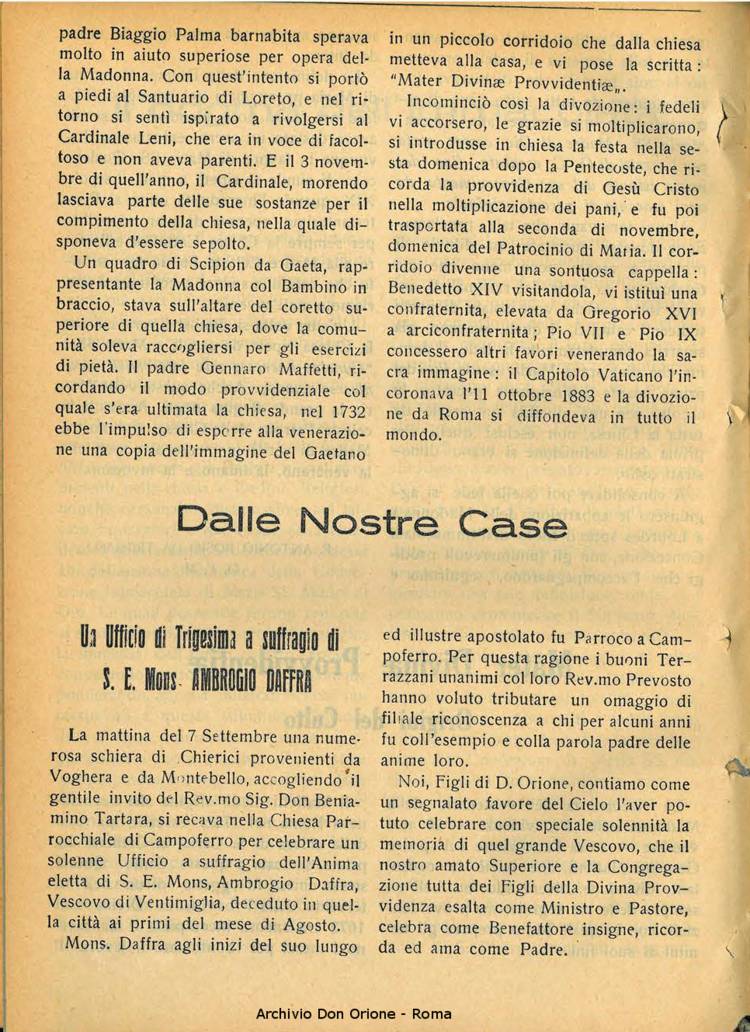 padre Biaggio Palma barnabita sperava
molto in aiuto superiose per opera del-
la Madonna. Con quest'intento si portò
a piedi al Santuario di Loreto, e nel ri-
torno si sentì ispirato a rivolgersi al
Cardinale Leni, che era in voce di facol-
toso e non aveva parenti. E il 3 novem-
bre di quell'anno, il Cardinale, morendo
lasciava parte delle sue sostanze per il
compimento della chiesa, nella quale di-
sponeva d'essere sepolto.
Un quadro di Scipion da Gaeta, rap-
presentante la Madonna col Bambino in
braccio, stava sull'altare del coretto su-
periore di quella chiesa, dove la comu-
nità soleva raccogliersi per gli esercizi
di pietà. Il padre Gennaro Maffetti, ri-
cordando il modo provvidenziale col
quale s'era ultimata la chiesa, nel 1732
ebbe l'impulso di esporre alla venerazio-
ne una copia dell'immagine del Gaetano
in un piccolo corridoio che dalla chiesa
metteva alla casa, e vi pose la scritta :
"Mater Divinæ Provvidentiæ„.
Incominciò così la divozione: i fedeli
vi accorsero, le grazie si moltiplicarono,
si introdusse in chiesa la festa nella se-
sta domenica dopo la Pentecoste, che ri-
corda la provvidenza di Gesù Cristo
nella moltiplicazione dei pani, e fu poi
trasportata alla seconda di novembre,
domenica del Patrocinio di Maria. Il cor-
ridoio divenne una sontuosa cappella :
Benedetto XIV visitandola, vi istituì una
confraternita, elevata da Gregorio XVI
a arciconfraternita ; Pio VII e Pio IX
concessero altri favori venerando la sa-
cra immagine : il Capitolo Vaticano l'in-
coronava l'11 ottobre 1883 e la divozio-
ne da Roma si diffondeva in tutto il
mondo.
Dalle Nostre Case
Un Ufficio di Trigesima a suffragio di
S. E. Mons. AMBROGIO DAFFRA
La mattina del 7 Settembre una nume-
rosa schiera di Chierici provenienti da
Voghera e da Montebello, accogliendo il
gentile invito del Rev.mo Sig. Don Benia-
mino Tartara, si recava nella Chiesa Par-
rocchiale di Campoferro per celebrare un
solenne Ufficio a suffragio dell'Anima
eletta di S. E. Mons, Ambrogio Daffra,
Vescovo di Ventimiglia, deceduto in quel-
la città ai primi del mese di Agosto.
Mons. Daffra agli inizi del suo lungo
ed illustre apostolato fu Parroco a Cam-
poferro. Per questa ragione i buoni Ter-
razzani unanimi col loro Rev.mo Prevosto
hanno voluto tributare un omaggio di
filiale riconoscenza a chi per alcuni anni
fu coll'esempio e colla parola padre delle
anime loro.
Noi, Figli di D. Orione, contiamo come
un segnalato favore del Cielo l'aver po-
tuto celebrare con speciale solennità la
memoria di quel grande Vescovo, che il
nostro amato Superiore e la Congrega-
zione tutta dei Figli della Divina Prov-
videnza esalta come Ministro e Pastore,
celebra come Benefattore insigne, ricor-
da ed ama come Padre.
Archivio Don Orione - Roma